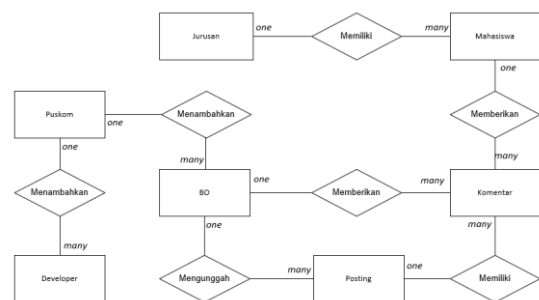 Jurusan
one
Memiliki
many
Mahasiswa
one
Puskom
one
Menambahkan
Memberikan
one
many
many
Menambahkan
BO
one
Memberikan
many
Komentar
one
many
many
Developer
Mengunggah
many
Posting
one
Memiliki